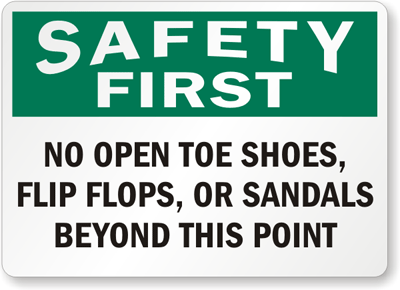 SAFETY
FIRST
NO OPEN TOE SHOES,
FLIP FLOPS, OR SANDALS
BEYOND THIS POINT